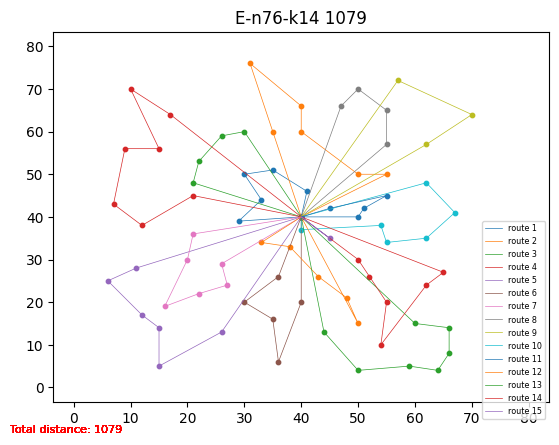 E-n76-k14 1079
80
70
60
50
40
30
20
10
0
0 10 20 30 40 50 60 70 80
route 1
route 2
route 3
route 4
route 5
route 6
route 7
route 8
route 9
route 10
route 11
route 12
route 13
route 14
route 15
Total distance: 1079